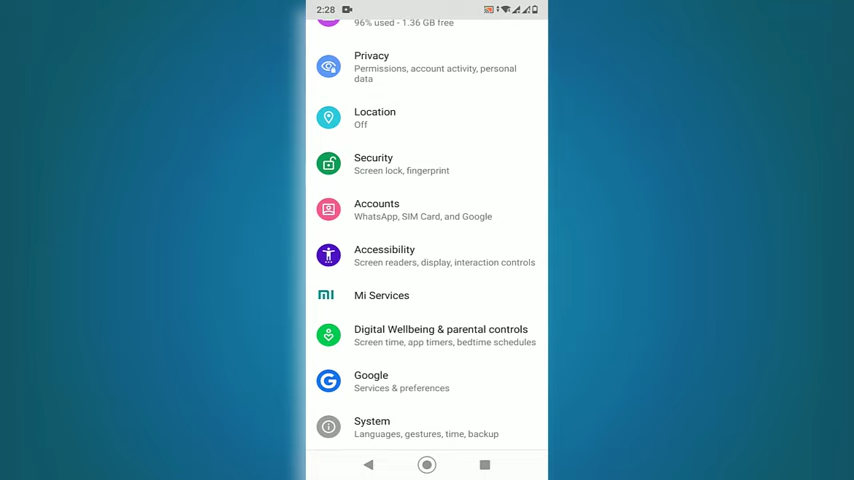 2:28
96% used - 1.36 GB free
Privacy
Permissions, account activity, personal
data
Location
Off
Security
Screen lock, fingerprint
Accounts
WhatsApp, SIM Card, and Google
Accessibility
Screen readers, display, interaction controls
mi
Mi Services
Digital Wellbeing & parental controls
Screen time, app timers, bedtime schedules
G
Google
Services & preferences
System
Languages, gestures, time, backup